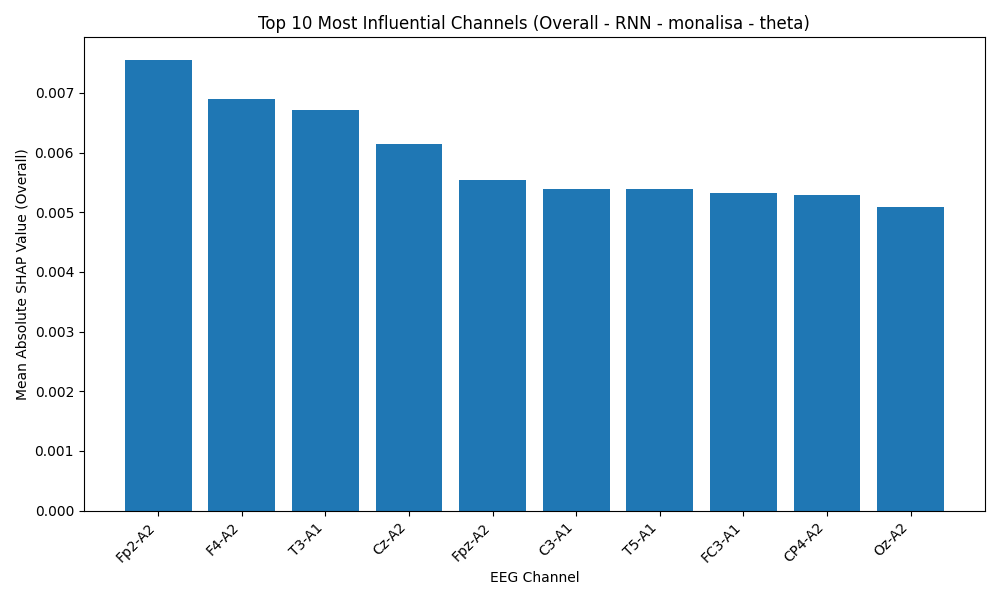 Top 10 Most Influential Channels (Overall - RNN - monalisa - theta)
Mean Absolute SHAP Value (Overall)
0.007
0.006
0.005
0.004
0.003
0.002
0.001
0.000
Fp2-A2
F4-A2
T3-A1
Cz-A2
Fpz-A2
C3-A1
T5-A1
FC3-A1
CP4-A2
Oz-A2
EEG Channel